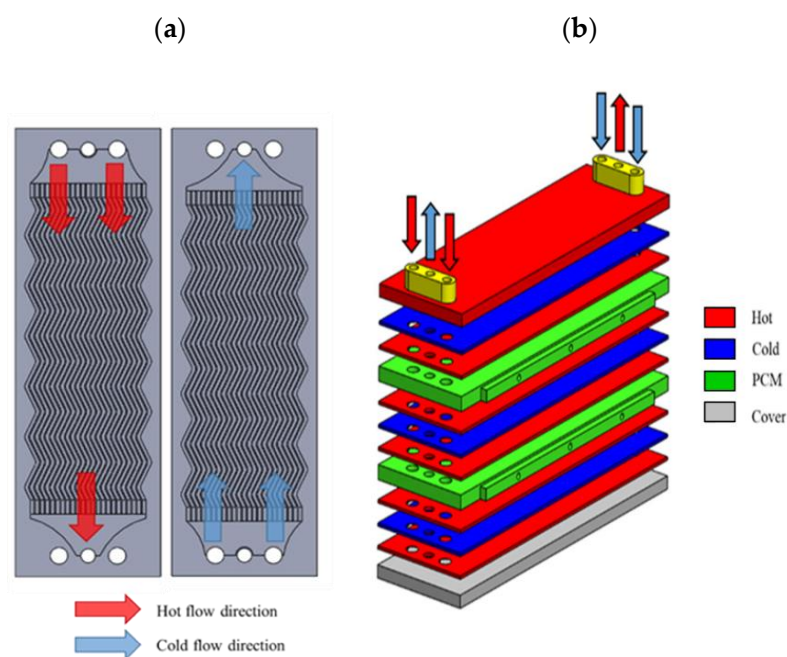 (a)
(b)
Hot
Cold
PCM
Cover
Hot flow direction
Cold flow direction